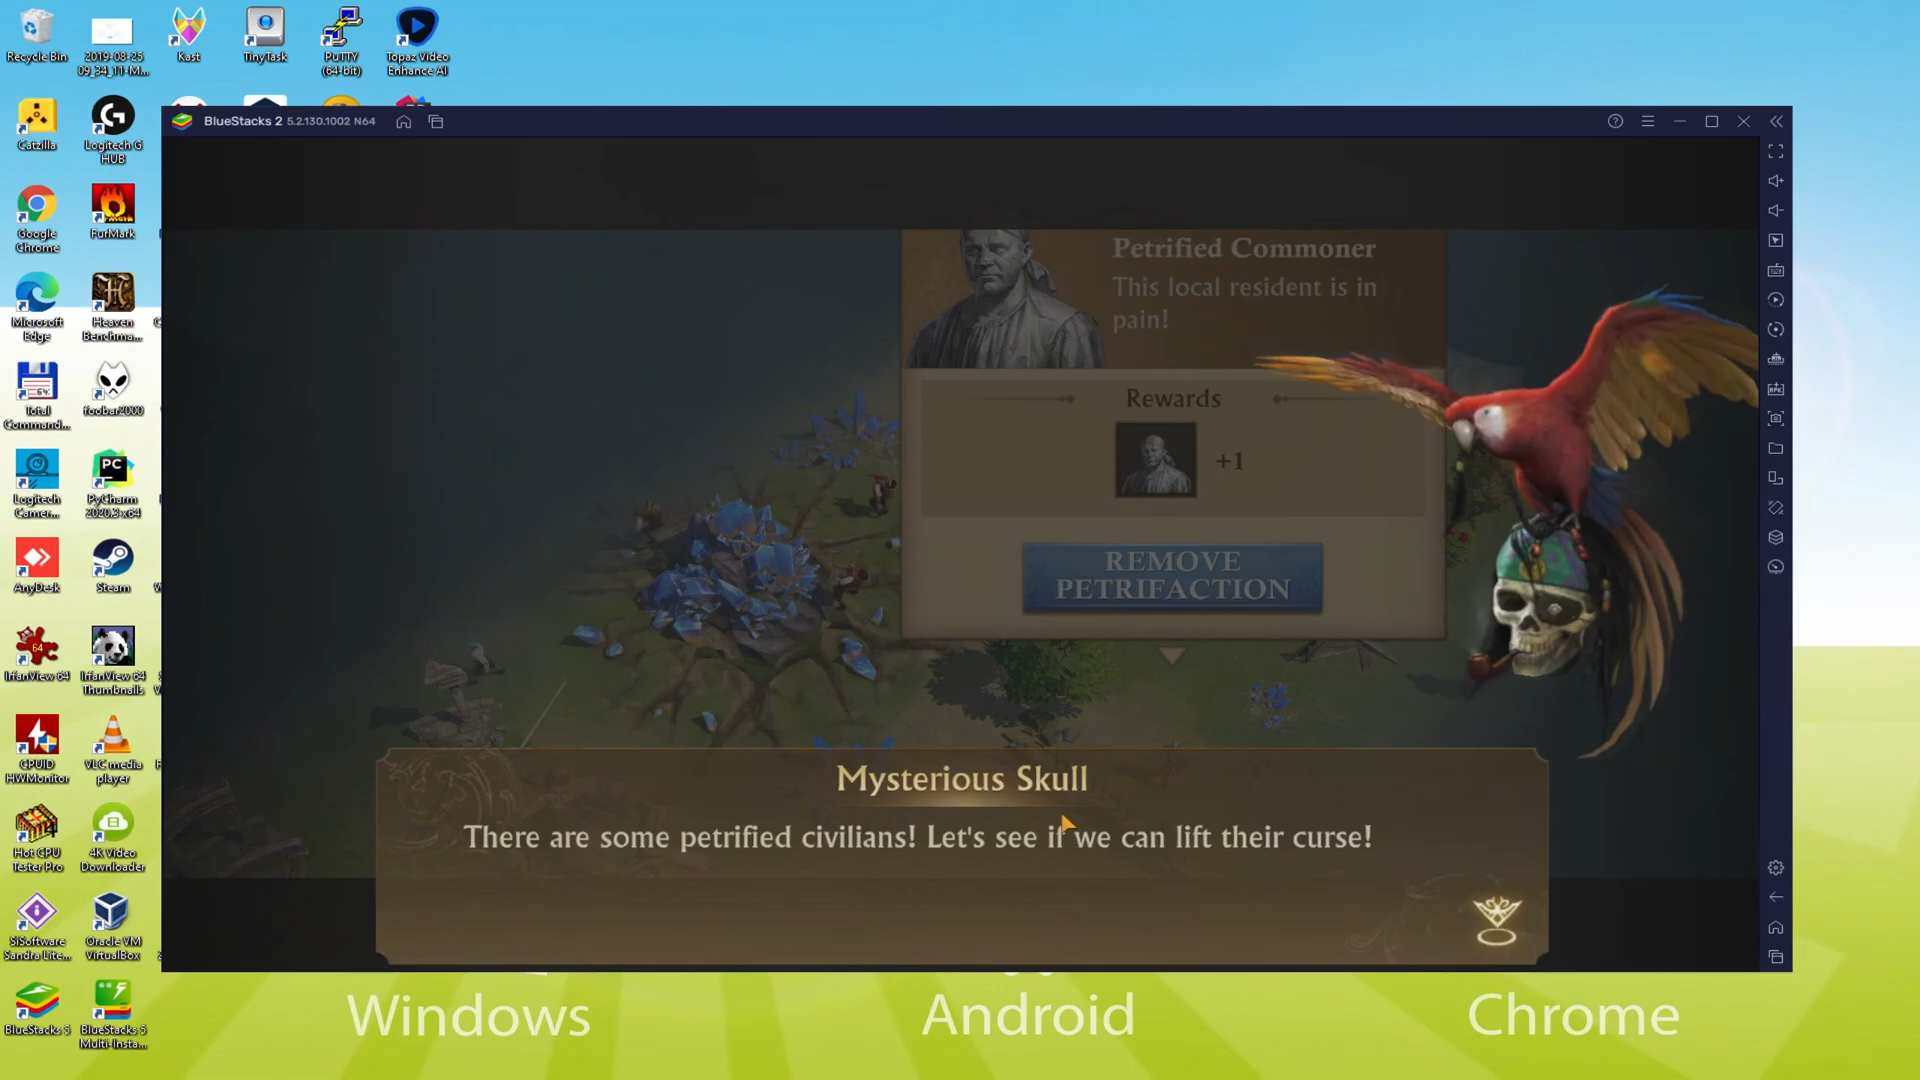 Recycle Bin
2019-08-25
09_34_11-M...
Kast
TinyTask
PuTTY
(64-bit)
Topaz Video
Enhance AI
Catzilla
Logitech G
HUB
Google
Chrome
FurMark
Microsoft
Edge
Heaven
Benchma...
64
Total
Command...
foobar2000
Logitech
Camer...
PC
PyCharm
2020.3 x64
AnyDesk
Steam
64
IrfanView 64
IrfanView 64
Thumbnails
CPUID
HWMonitor
VLC media
player
Hot CPU
Tester Pro
4K Video
Downloader
SiSoftware
Sandra Lite...
Oracle VM
VirtualBox
BlueStacks 5
BlueStacks 5
Multi-Insta...
BlueStacks 2 5.2.130.1002 N64
Petrified Commoner
This local resident is in
pain!
Rewards
+1
REMOVE
PETRIFACTION
Mysterious Skull
There are some petrified civilians! Let's see if we can lift their curse!
Windows
Android
Chrome